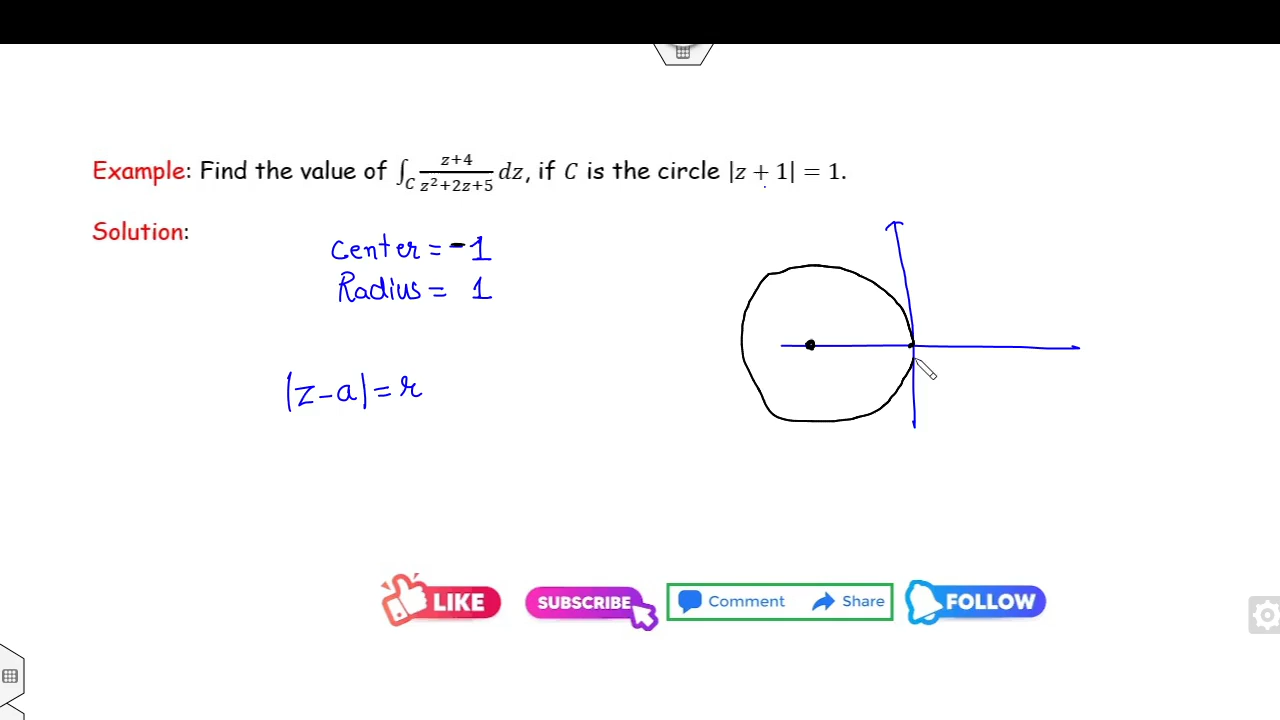 Example: Find the value of ∫_C \frac{z+4}{z²+2z+5} dz, if C is the circle |z + 1| = 1.
Solution:
Center = -1
Radius = 1
|z-a| = r
LIKE SUBSCRIBE Comment Share FOLLOW